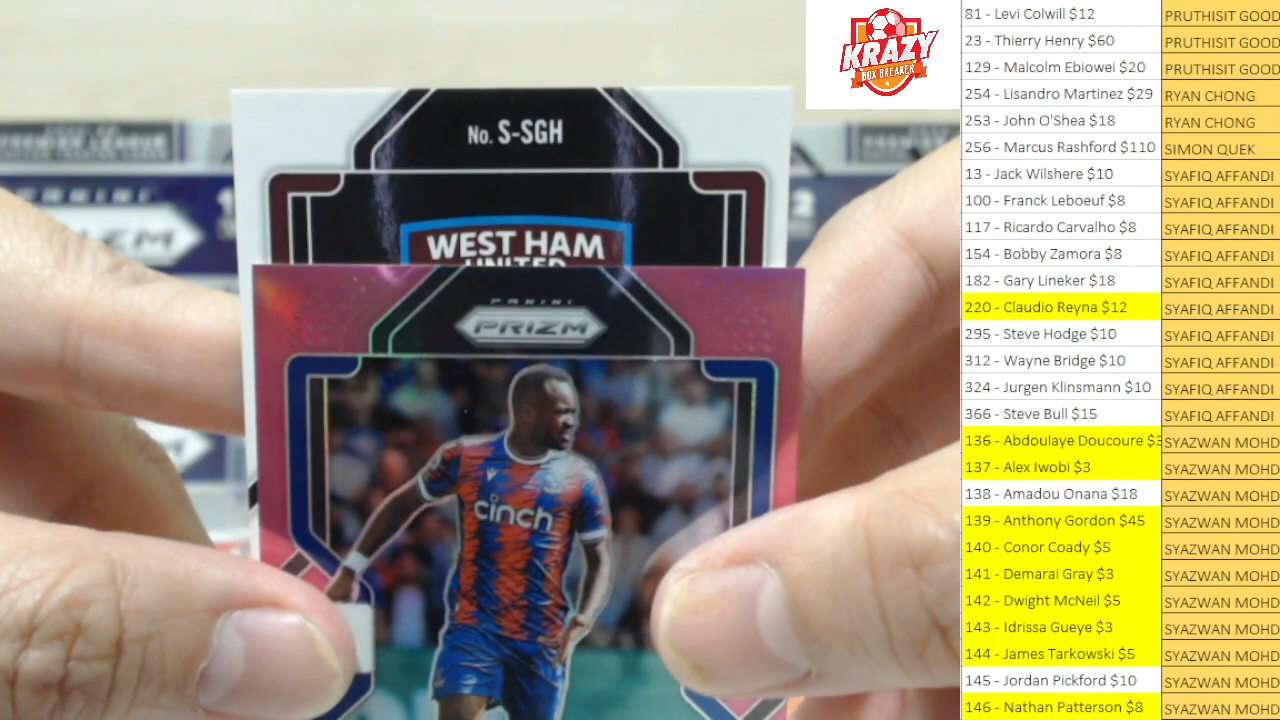 KRAZY
BOX BREAKER
No. S-SGH
WEST HAM
UNITED
PANINI
PRIZM
cinch
PANINI
PRIZM
81 - Levi Colwill $12 PRUTHISIT GOOD
23 - Thierry Henry $60 PRUTHISIT GOOD
129 - Malcolm Ebiowei $20 PRUTHISIT GOOD
254 - Lisandro Martinez $29 RYAN CHONG
253 - John O'Shea $18 RYAN CHONG
256 - Marcus Rashford $110 SIMON QUEK
13 - Jack Wilshere $10 SYAFIQ AFFANDI
100 - Franck Leboeuf $8 SYAFIQ AFFANDI
117 - Ricardo Carvalho $8 SYAFIQ AFFANDI
154 - Bobby Zamora $8 SYAFIQ AFFANDI
182 - Gary Lineker $18 SYAFIQ AFFANDI
220 - Claudio Reyna $12 SYAFIQ AFFANDI
295 - Steve Hodge $10 SYAFIQ AFFANDI
312 - Wayne Bridge $10 SYAFIQ AFFANDI
324 - Jurgen Klinsmann $10 SYAFIQ AFFANDI
366 - Steve Bull $15 SYAFIQ AFFANDI
136 - Abdoulaye Doucoure $3 SYAZWAN MOHD
137 - Alex Iwobi $3 SYAZWAN MOHD
138 - Amadou Onana $18 SYAZWAN MOHD
139 - Anthony Gordon $45 SYAZWAN MOHD
140 - Conor Coady $5 SYAZWAN MOHD
141 - Demarai Gray $3 SYAZWAN MOHD
142 - Dwight McNeil $5 SYAZWAN MOHD
143 - Idrissa Gueye $3 SYAZWAN MOHD
144 - James Tarkowski $5 SYAZWAN MOHD
145 - Jordan Pickford $10 SYAZWAN MOHD
146 - Nathan Patterson $8 SYAZWAN MOHD